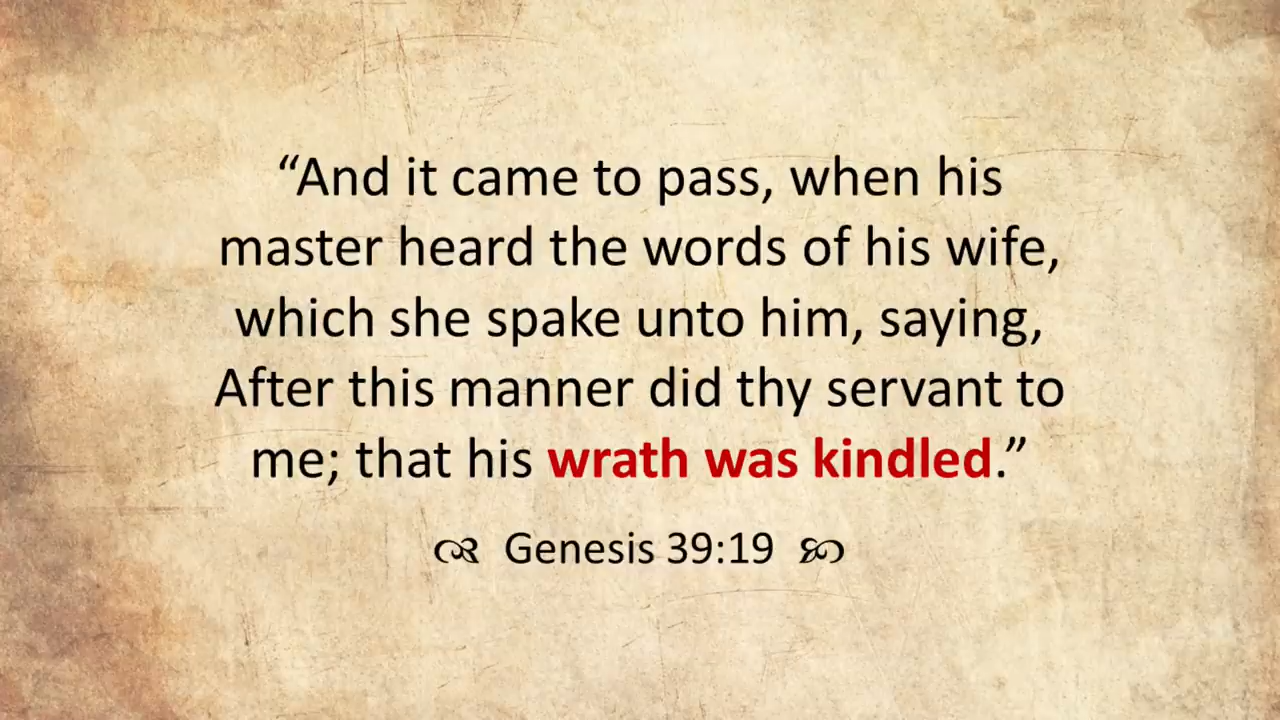 “And it came to pass, when his
master heard the words of his wife,
which she spake unto him, saying,
After this manner did thy servant to
me; that his wrath was kindled.”
Genesis 39:19